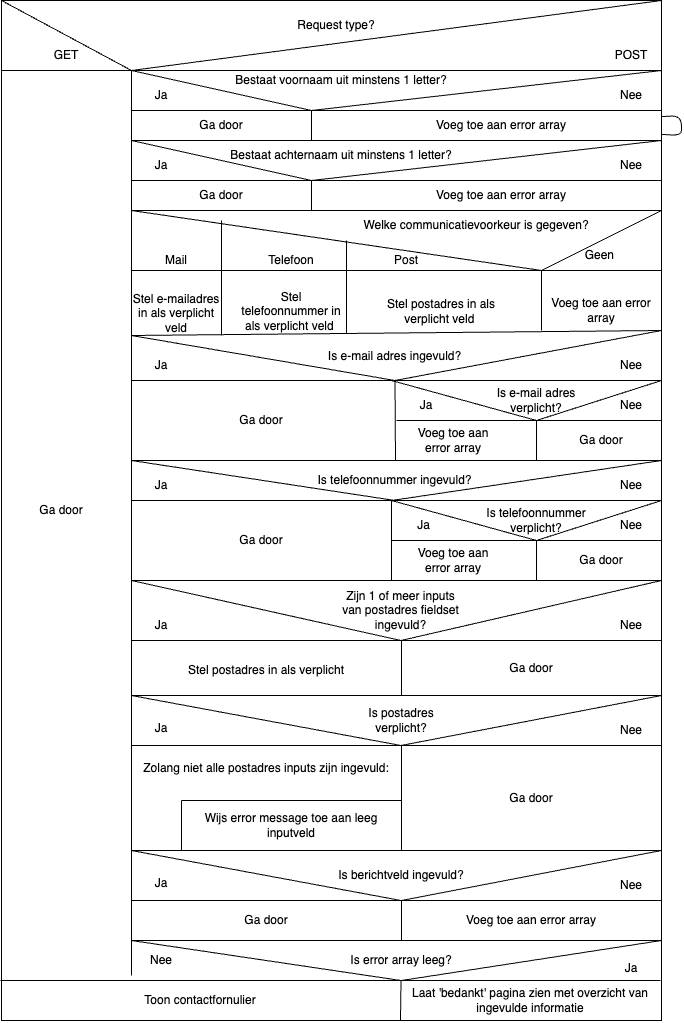 Request type?
GET
POST
Bestaat voornaam uit minstens 1 letter?
Ja
Nee
Ga door
Voeg toe aan error array
Bestaat achternaam uit minstens 1 letter?
Ja
Nee
Ga door
Voeg toe aan error array
Welke communicatievoorkeur is gegeven?
Mail
Telefoon
Post
Geen
Stel e-mailadres
in als verplicht
veld
Stel
telefoonnummer in
als verplicht veld
Stel postadres in als
verplicht veld
Voeg toe aan error
array
Is e-mail adres ingevuld?
Ja
Nee
Ga door
Is e-mail adres
verplicht?
Ja
Nee
Voeg toe aan
error array
Ga door
Is telefoonnummer ingevuld?
Ja
Nee
Ga door
Is telefoonnummer
verplicht?
Ja
Nee
Voeg toe aan
error array
Ga door
Ga door
Zijn 1 of meer inputs
van postadres fieldset
ingevuld?
Ja
Nee
Stel postadres in als verplicht
Ga door
Is postadres
verplicht?
Ja
Nee
Zolang niet alle postadres inputs zijn ingevuld:
Wijs error message toe aan leeg
inputveld
Ga door
Is berichtveld ingevuld?
Ja
Nee
Ga door
Voeg toe aan error array
Is error array leeg?
Nee
Ja
Toon contactfornulier
Laat 'bedankt' pagina zien met overzicht van
ingevulde informatie